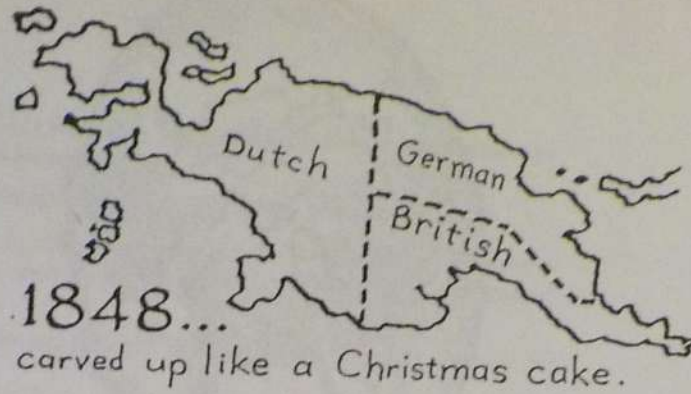 Dutch
German
British
1848...
carved up like a Christmas cake.